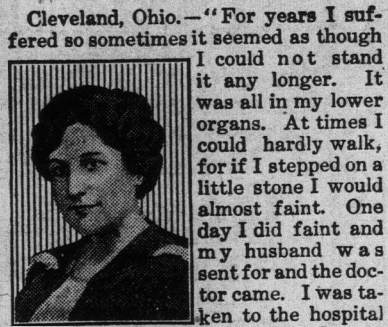 Cleveland, Ohio.—"For years I suf-
fered so sometimes it seemed as though
I could not stand
it any longer. It
was all in my lower
organs. At times I
could hardly walk,
for if I stepped on a
little stone I would
almost faint. One
day I did faint and
my husband was
sent for and the doc-
tor came. I was ta-
ken to the hospital